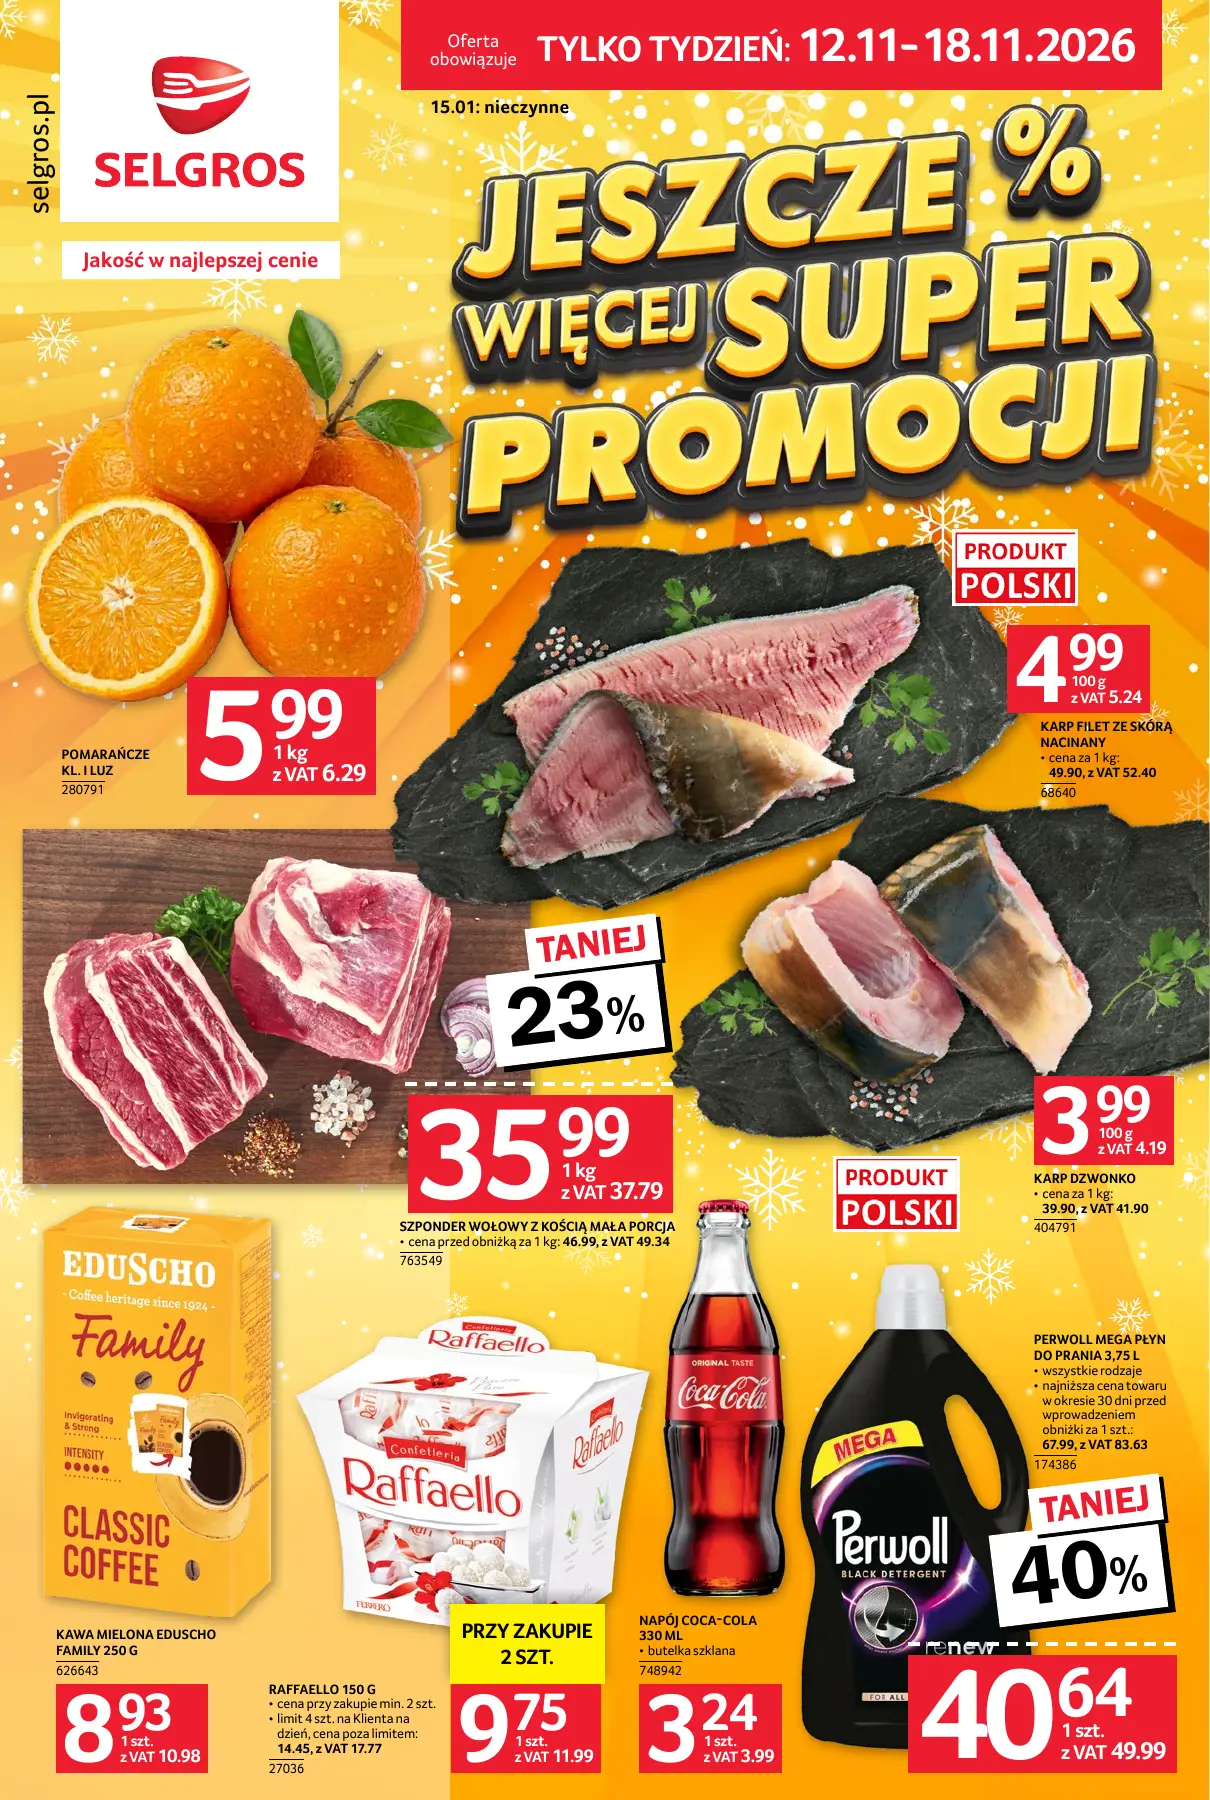 selgros.pl
SELGROS
Jakość w najlepszej cenie
Oferta
obowiązuje
TYLKO TYDZIEŃ: 12.11-18.11.2026
15.01: nieczynne
JESZCZE %
WIĘCEJ SUPER
PROMOCJI
PRODUKT
POLSKI
4 99
100 g
z VAT 5.24
KARP FILET ZE SKÓRĄ
NACINANY
• cena za 1 kg:
49.90, z VAT 52.40
68640
POMARAŃCZE
KL. I LUZ
280791
5 99
1 kg
z VAT 6.29
TANIEJ
23%
35 99
1 kg
z VAT 37.79
SZPONDER WOŁOWY Z KOŚCIĄ MAŁA PORCJA
• cena przed obniżką za 1 kg: 46.99, z VAT 49.34
763549
3 99
100 g
z VAT 4.19
PRODUKT
POLSKI
KARP DZWONKO
• cena za 1 kg:
39.90, z VAT 41.90
404791
EDUSCHO
- Coffee heritage since 1924 -
Family
Invigorating
& Strong
INTENSITY
CLASSIC
COFFEE
KAWA MIELONA EDUSCHO
FAMILY 250 G
626643
8 93
1 szt.
z VAT 10.98
Confetteria
Raffaello
Confetteria
Raffaello
Raffaello
FERRERO
RAFFAELLO 150 G
• cena przy zakupie min. 2 szt.
• limit 4 szt. na Klienta na
dzień, cena poza limitem:
14.45, z VAT 17.77
27036
PRZY ZAKUPIE
2 SZT.
9 75
1 szt.
z VAT 11.99
ORIGINAL TASTE
Coca-Cola
NAPÓJ COCA-COLA
330 ML
• butelka szklana
748942
3 24
1 szt.
z VAT 3.99
PERWOLL MEGA PŁYN
DO PRANIA 3,75 L
• wszystkie rodzaje
• najniższa cena towaru
w okresie 30 dni przed
wprowadzeniem
obniżki za 1 szt.:
67.99, z VAT 83.63
174386
MEGA
Perwoll
BLACK DETERGENT
renew
FOR ALL
TANIEJ
40%
40 64
1 szt.
z VAT 49.99